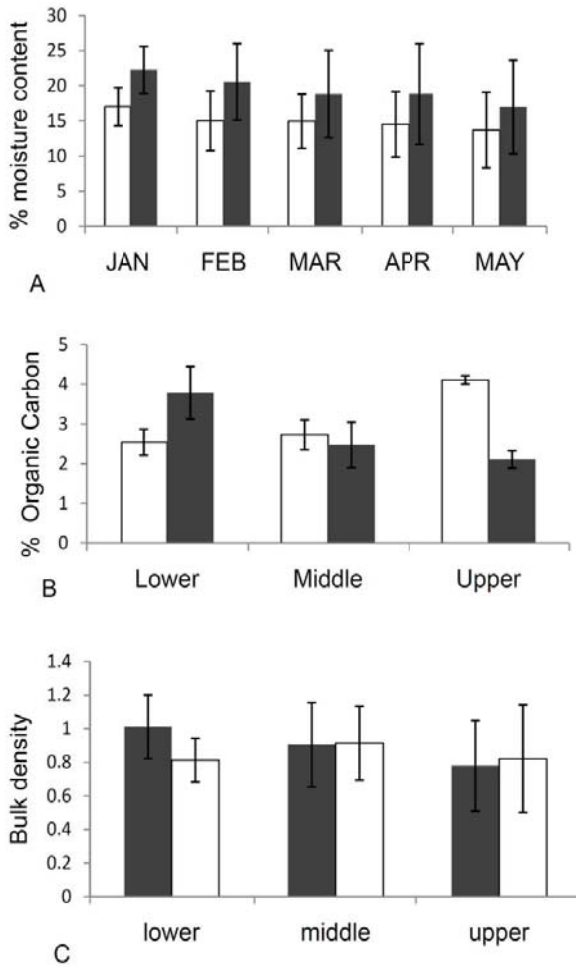 30
25
20
15
10
5
0
% moisture content
JAN FEB MAR APR MAY
A
5
4
3
2
1
0
% Organic Carbon
Lower Middle Upper
B
1.4
1.2
1
0.8
0.6
0.4
0.2
0
Bulk density
lower middle upper
C